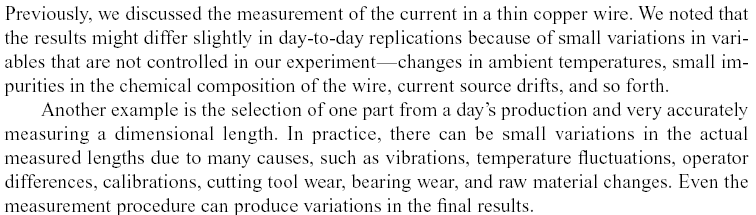 Previously, we discussed the measurement of the current in a thin copper wire. We noted that
the results might differ slightly in day-to-day replications because of small variations in vari-
ables that are not controlled in our experiment—changes in ambient temperatures, small im-
purities in the chemical composition of the wire, current source drifts, and so forth.
Another example is the selection of one part from a day's production and very accurately
measuring a dimensional length. In practice, there can be small variations in the actual
measured lengths due to many causes, such as vibrations, temperature fluctuations, operator
differences, calibrations, cutting tool wear, bearing wear, and raw material changes. Even the
measurement procedure can produce variations in the final results.